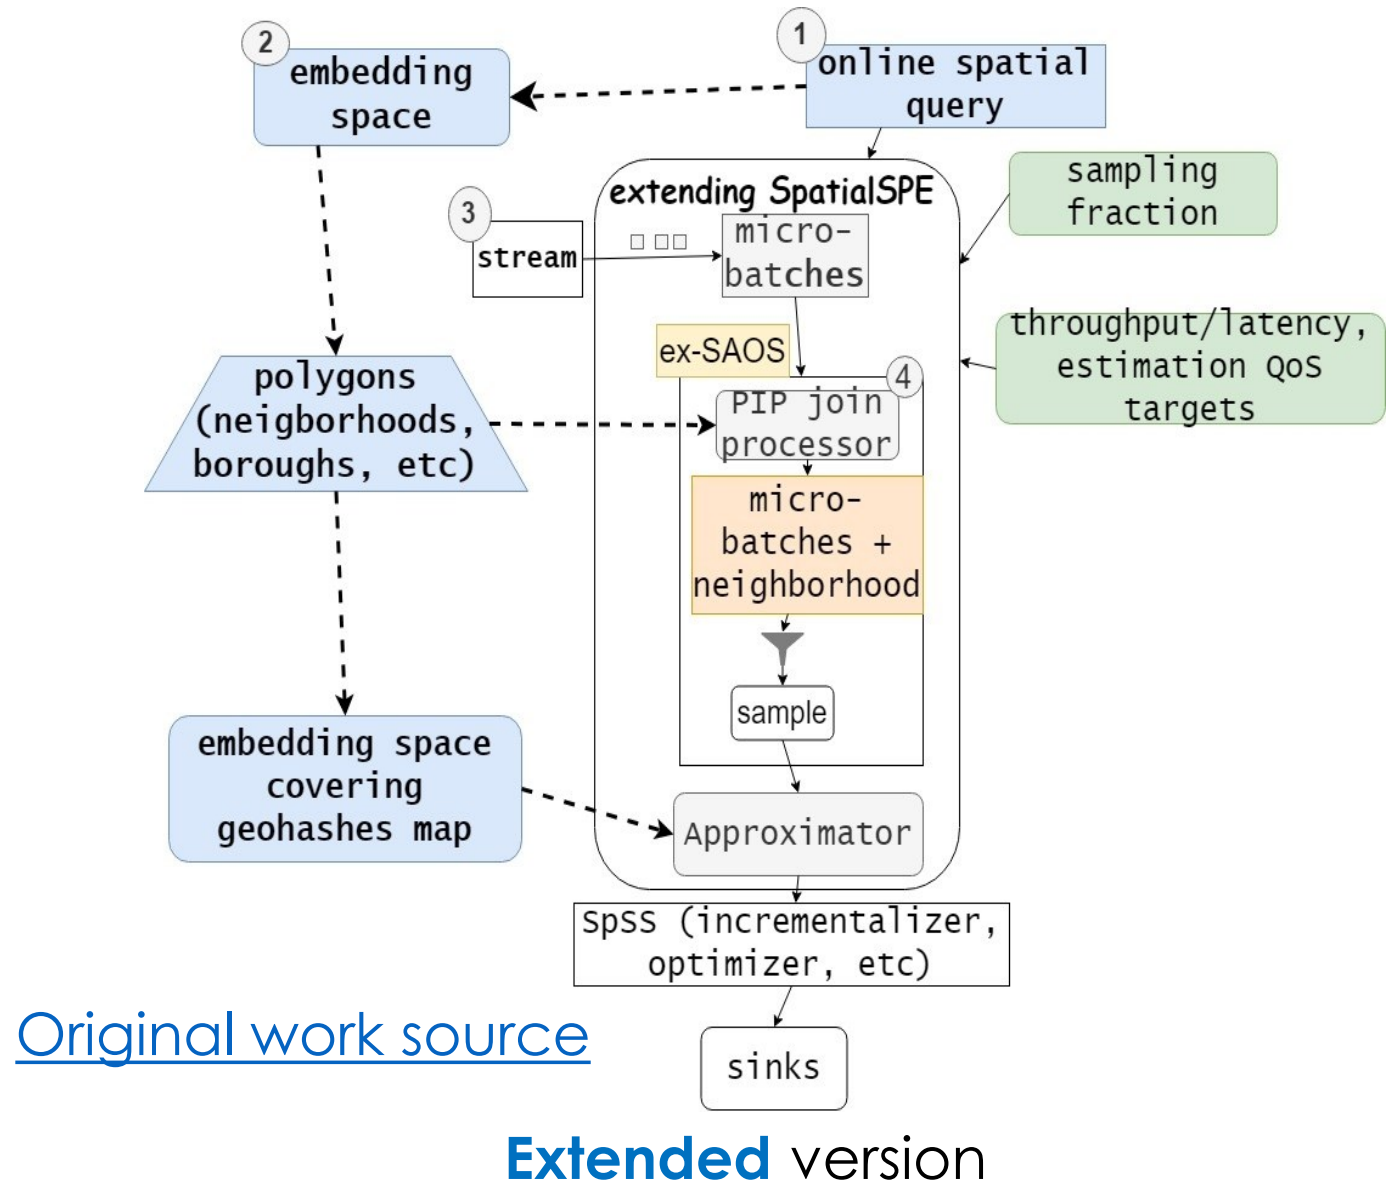 2
embedding
space
1
online spatial
query
extending SpatialSPE
sampling
fraction
3
stream
micro-
batches
throughput/latency,
estimation QoS
targets
ex-SAOS
4
polygons
(neigborhoods,
boroughs, etc)
PIP join
processor
micro-
batches +
neighborhood
sample
embedding space
covering
geohashes map
Approximator
SpSS (incrementalizer,
optimizer, etc)
Original work source
sinks
Extended version